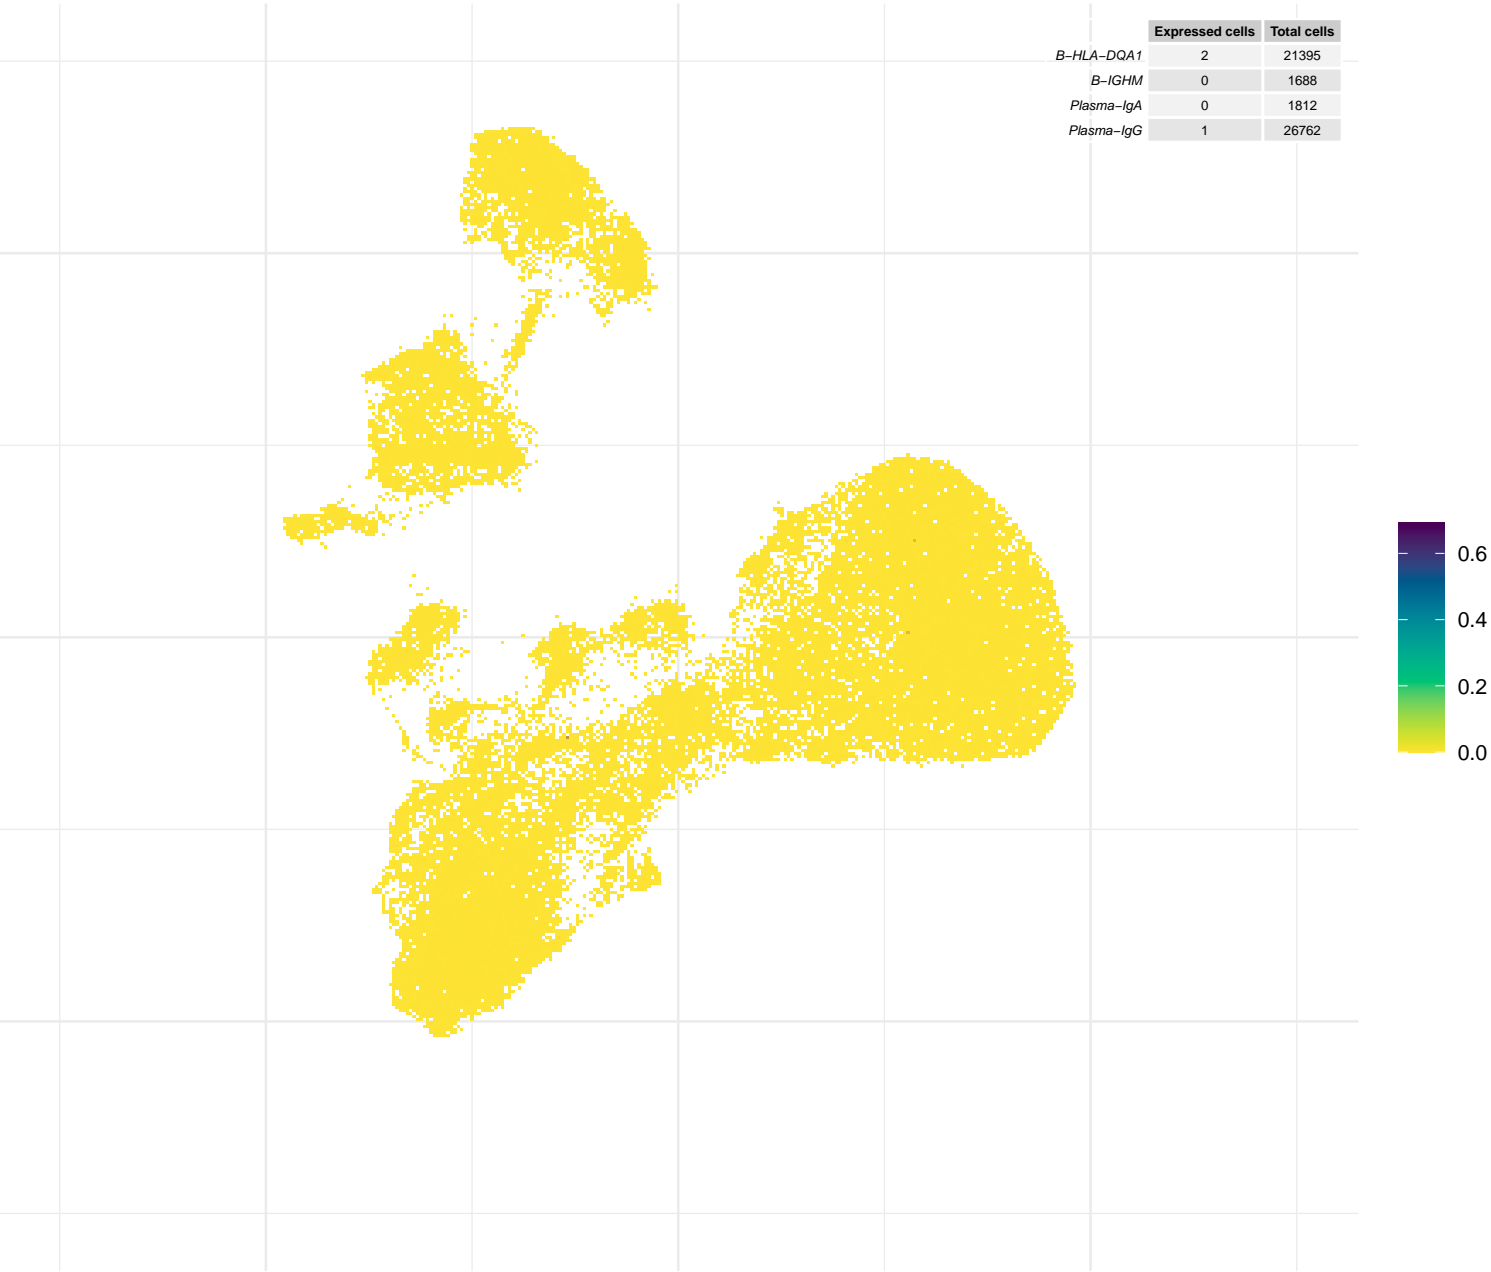 Expressed cells Total cells
B−HLA−DQA1 2 21395
B−IGHM 0 1688
Plasma−IgA 0 1812
Plasma−IgG 1 26762
0.6
0.4
0.2
0.0